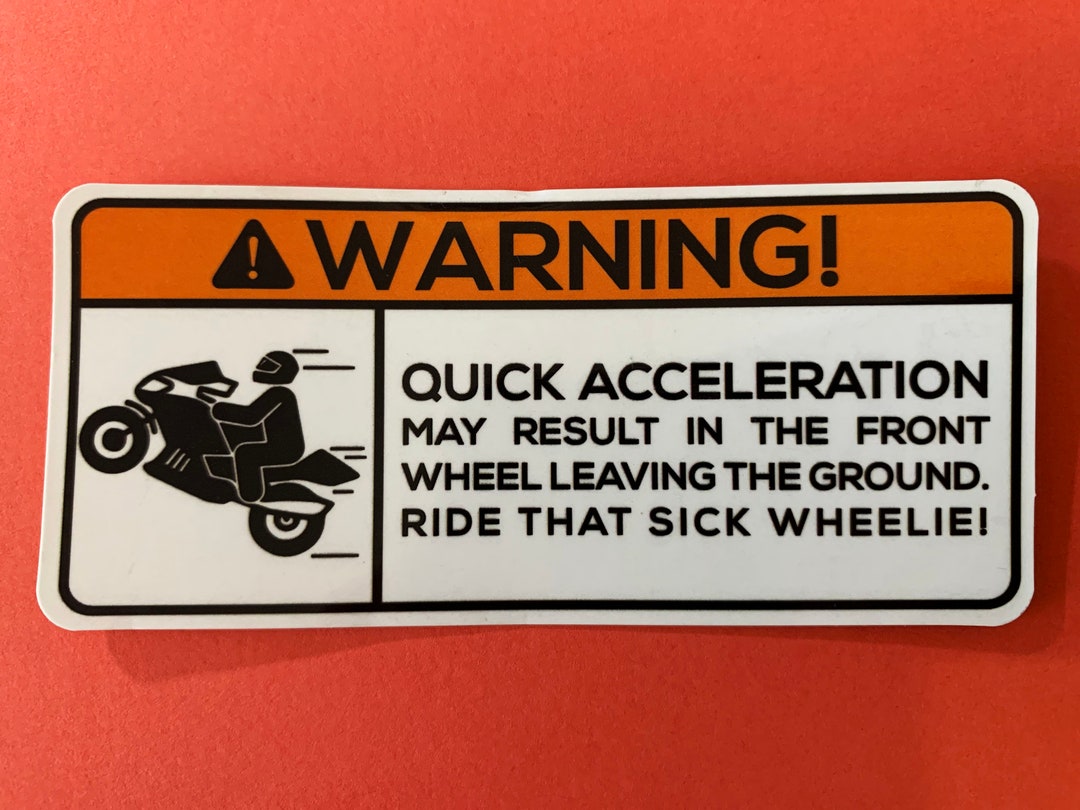 WARNING!
QUICK ACCELERATION
MAY RESULT IN THE FRONT
WHEEL LEAVING THE GROUND.
RIDE THAT SICK WHEELIE!